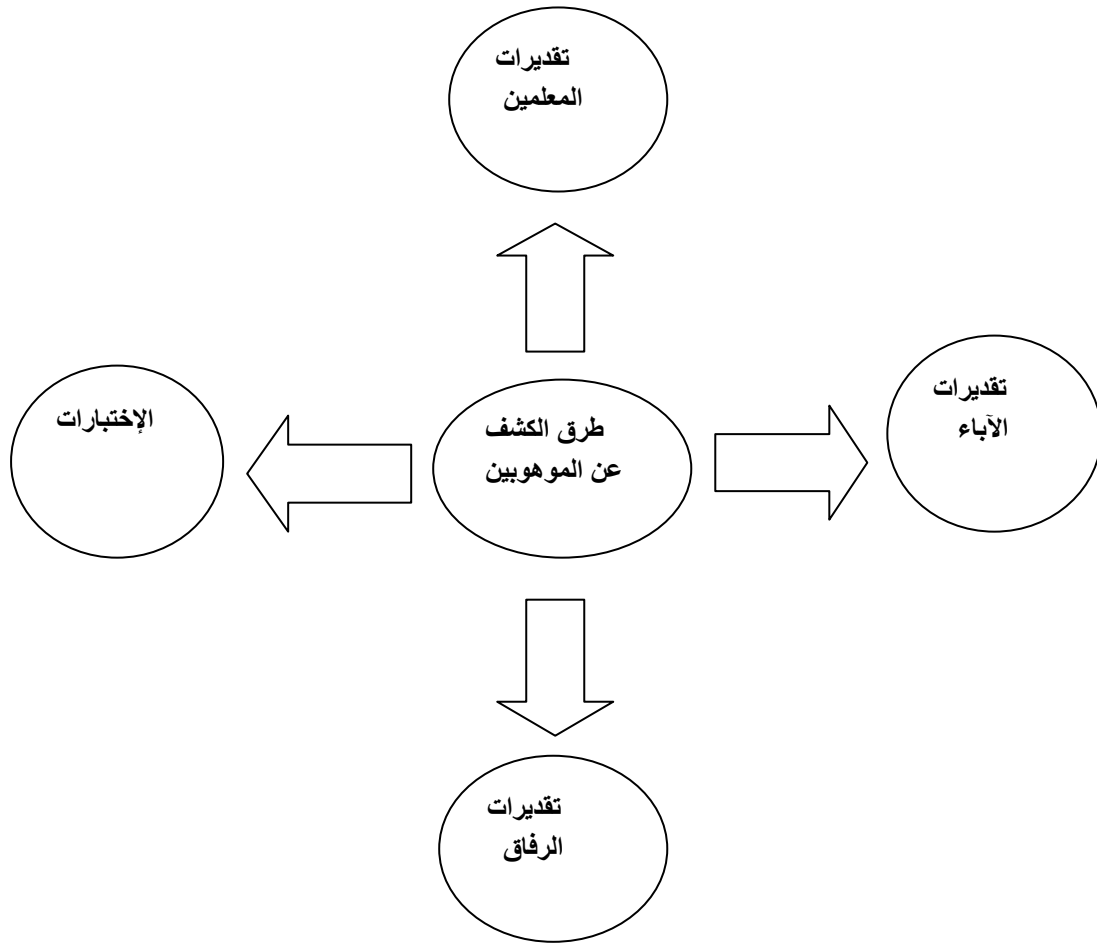 تقديرات
المعلمين
تقديرات
الآباء
طرق الكشف
عن الموهوبين
الإختبارات
تقديرات
الرفاق